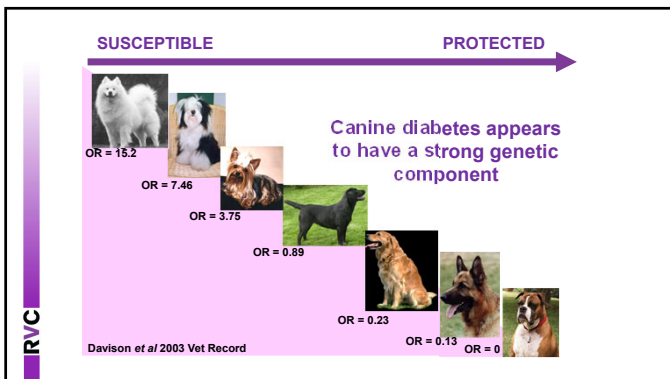 SUSCEPTIBLE
PROTECTED
Canine diabetes appears
to have a strong genetic
component
OR = 15.2
OR = 7.46
OR = 3.75
OR = 0.89
OR = 0.23
OR = 0.13
OR = 0
Davison et al 2003 Vet Record
RVC